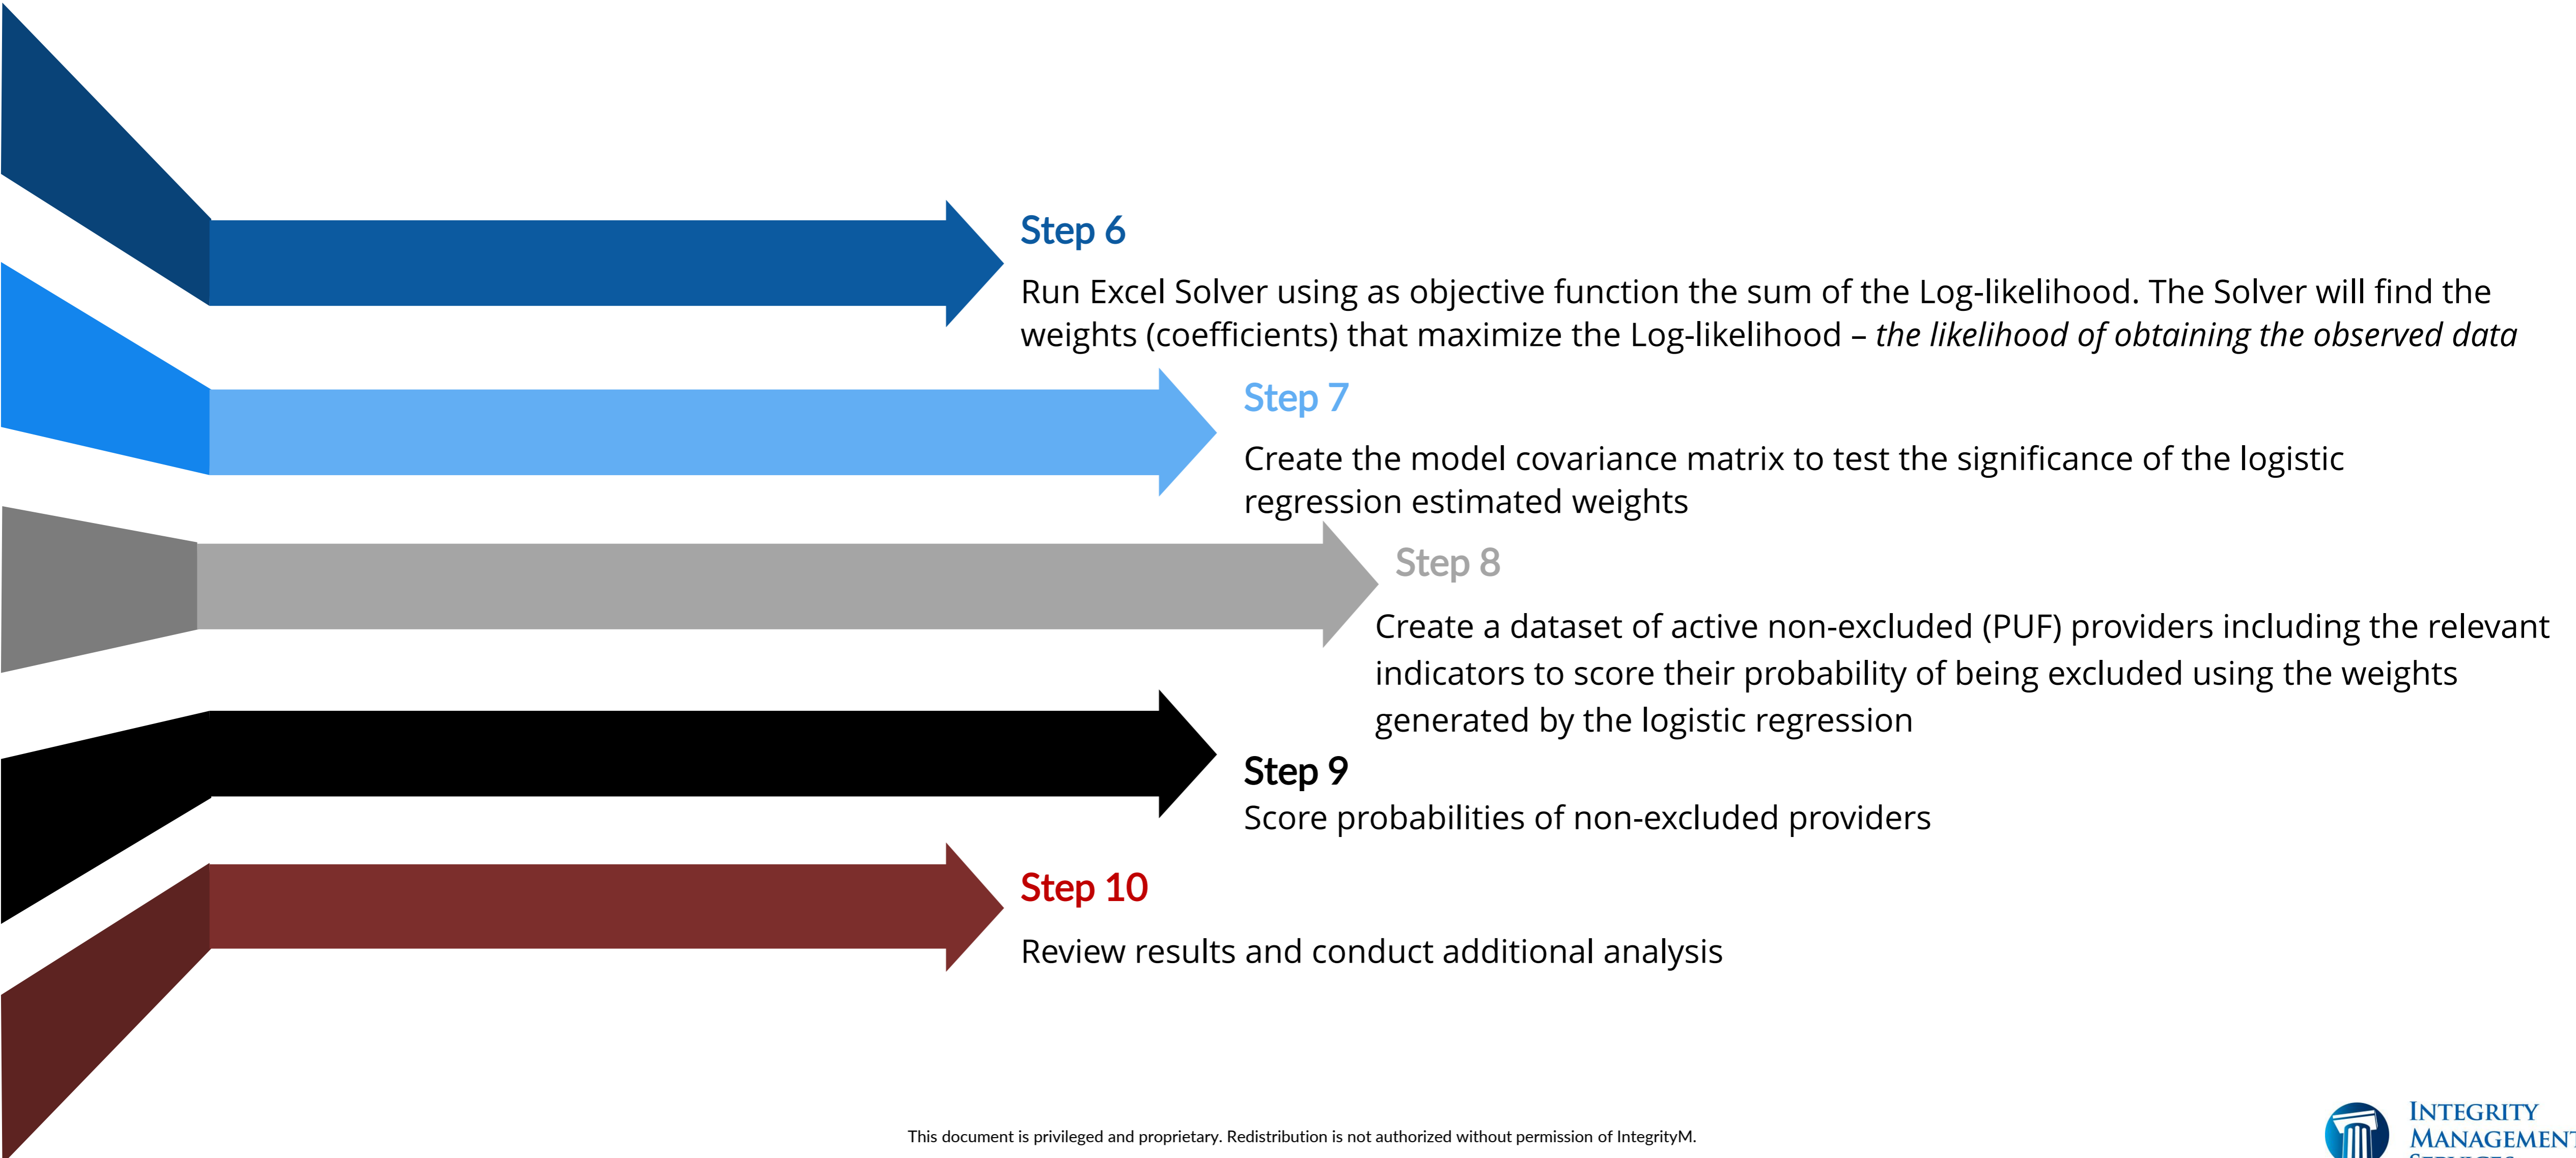 Step 6
Run Excel Solver using as objective function the sum of the Log-likelihood. The Solver will find the
weights (coefficients) that maximize the Log-likelihood – the likelihood of obtaining the observed data
Step 7
Create the model covariance matrix to test the significance of the logistic
regression estimated weights
Step 8
Create a dataset of active non-excluded (PUF) providers including the relevant
indicators to score their probability of being excluded using the weights
generated by the logistic regression
Step 9
Score probabilities of non-excluded providers
Step 10
Review results and conduct additional analysis
This document is privileged and proprietary. Redistribution is not authorized without permission of IntegrityM.
INTEGRITY
MANAGEMENT